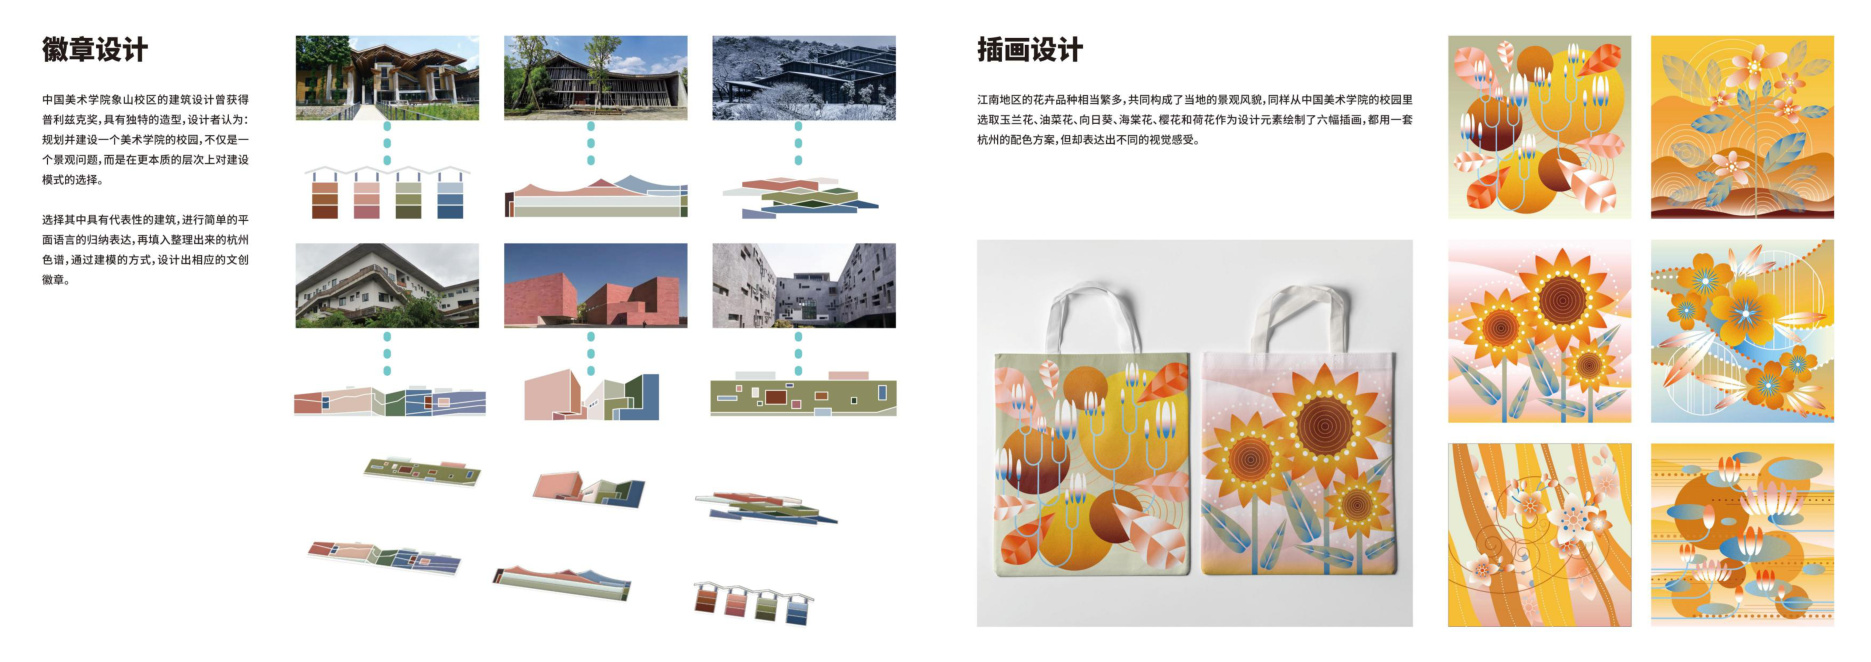 徽章设计
中国美术学院象山校区的建筑设计曾获得
普利兹克奖，具有独特的造型，设计者认为：
规划并建设一个美术学院的校园，不仅是一
个景观问题，而是在更本质的层次上对建设
模式的选择。
选择其中具有代表性的建筑，进行简单的平
面语言的归纳表达，再填入整理出来的杭州
色谱，通过建模的方式，设计出相应的文创
徽章。
插画设计
江南地区的花卉品种相当繁多，共同构成了当地的景观风貌，同样从中国美术学院的校园里
选取玉兰花、油菜花、向日葵、海棠花、樱花和荷花作为设计元素绘制了六幅插画，都用一套
杭州的配色方案，但却表达出不同的视觉感受。